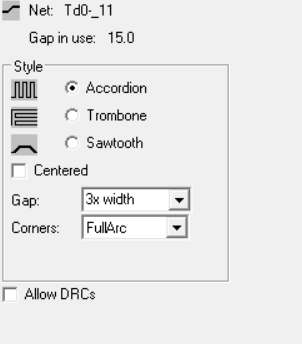 Net: Td0-_11
Gap in use: 15.0
Style
Accordion
Trombone
Sawtooth
Centered
Gap: 3x width
Corners: FullArc
Allow DRCs